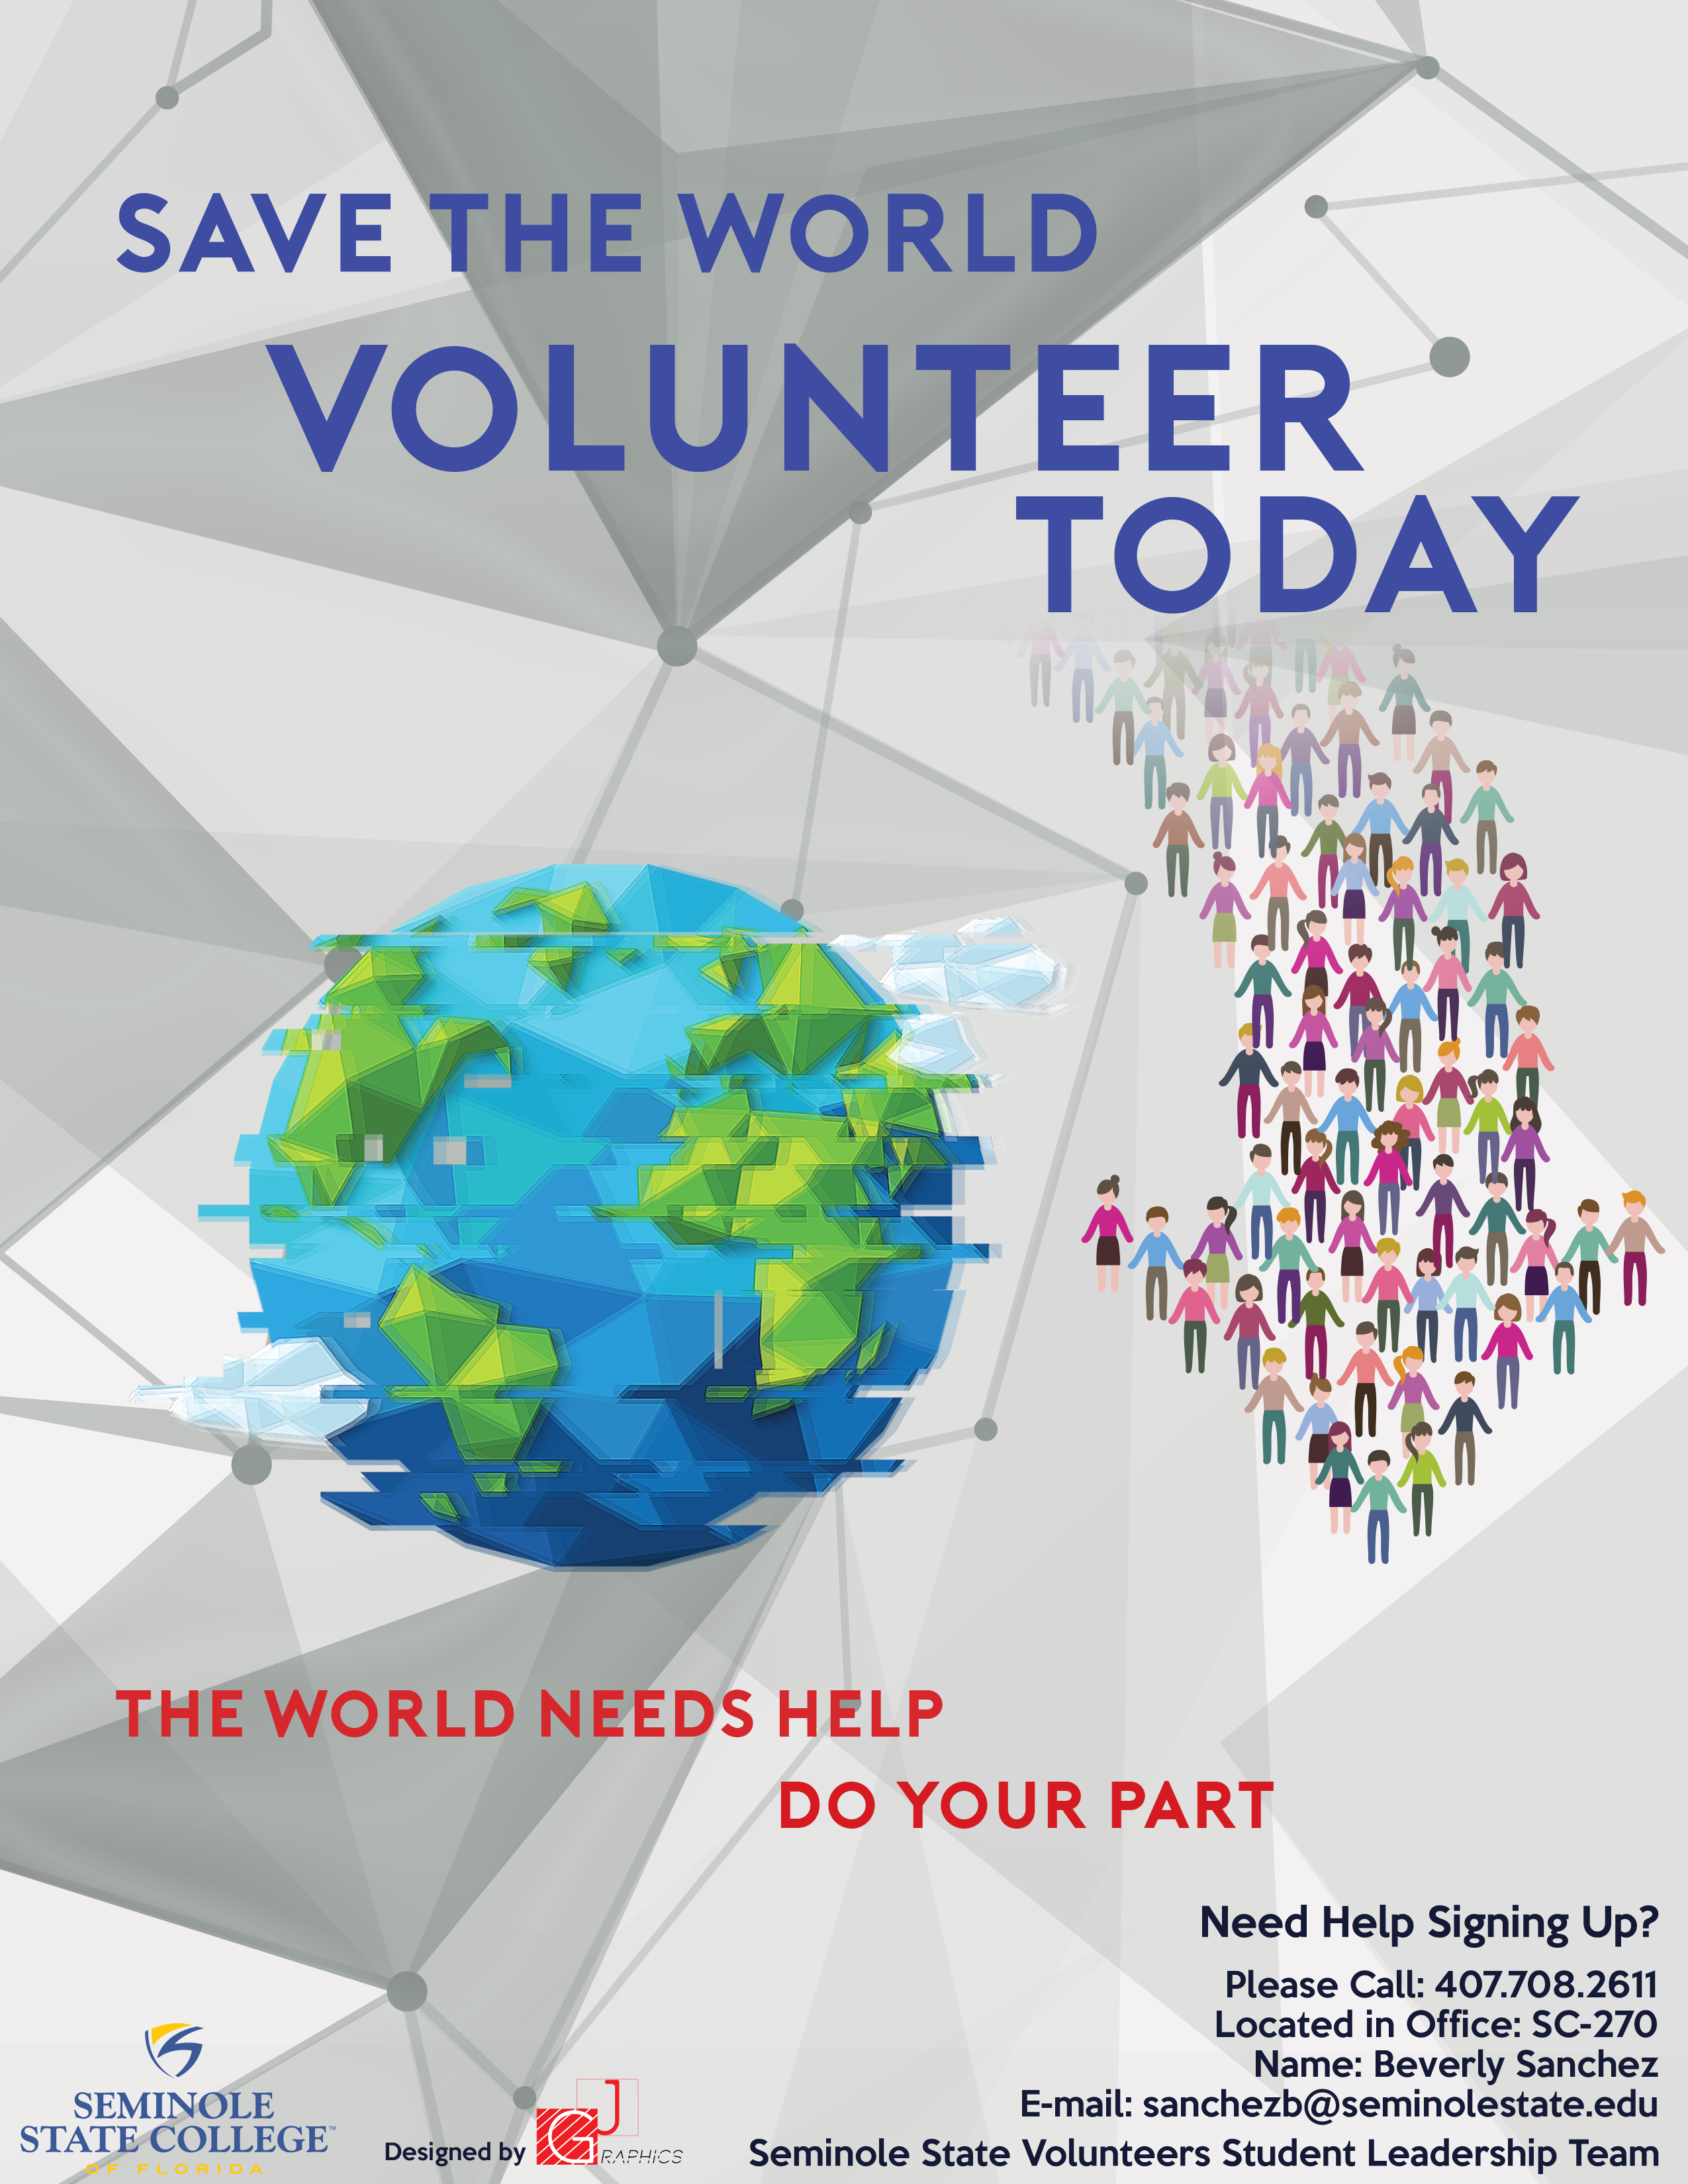 SAVE THE WORLD
VOLUNTEER
TODAY
THE WORLD NEEDS HELP
DO YOUR PART
Need Help Signing Up?
Please Call: 407.708.2611
Located in Office: SC-270
Name: Beverly Sanchez
E-mail: sanchezb@seminolestate.edu
Seminole State Volunteers Student Leadership Team
SEMINOLE
STATE COLLEGE™
OF FLORIDA
Designed by JGRAPHICS